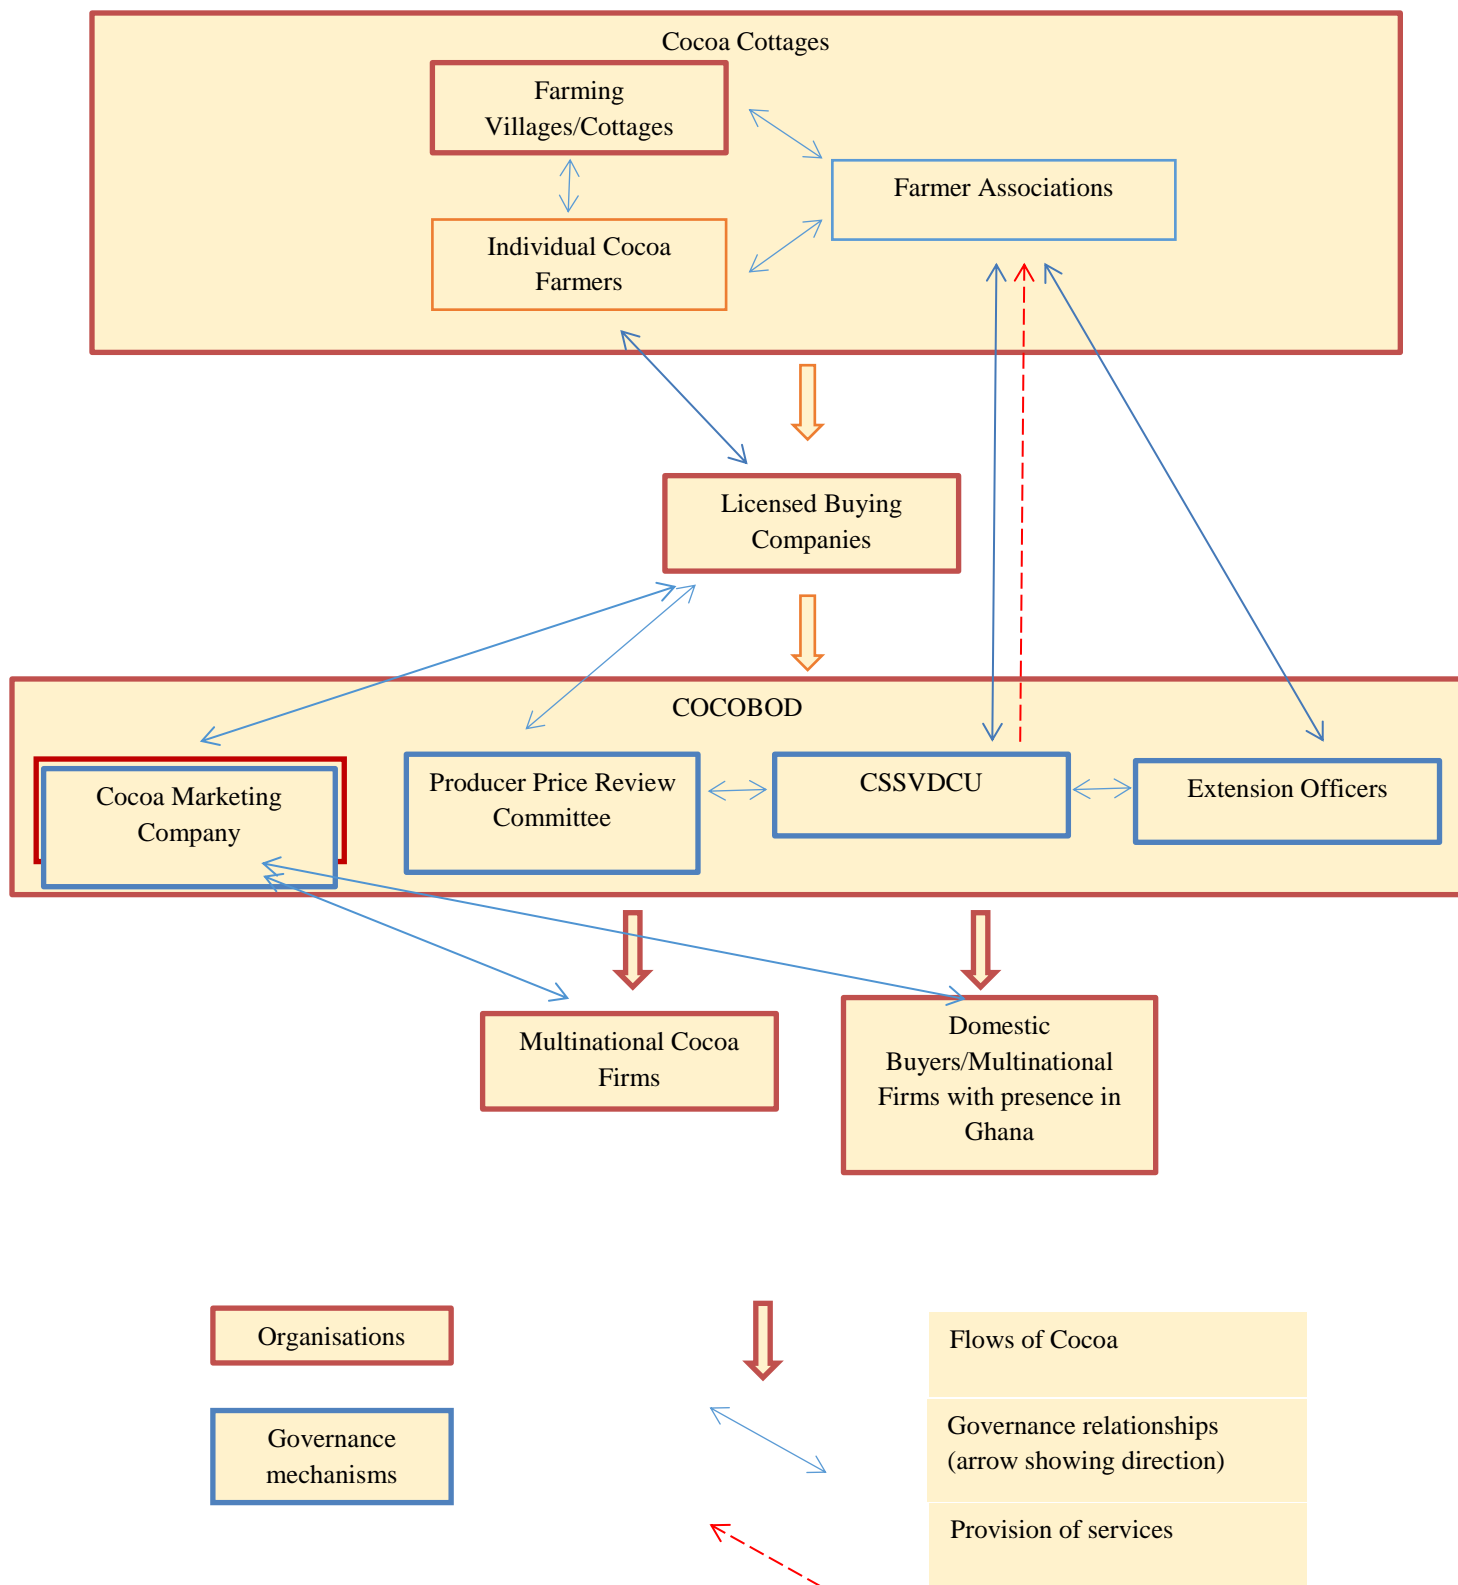 Cocoa Cottages
Farming
Villages/Cottages
Farmer Associations
Individual Cocoa
Farmers
Licensed Buying
Companies
COCOBOD
Cocoa Marketing
Company
Producer Price Review
Committee
CSSVDCU
Extension Officers
Multinational Cocoa
Firms
Domestic
Buyers/Multinational
Firms with presence in
Ghana
Organisations
Flows of Cocoa
Governance
mechanisms
Governance relationships
(arrow showing direction)
Provision of services